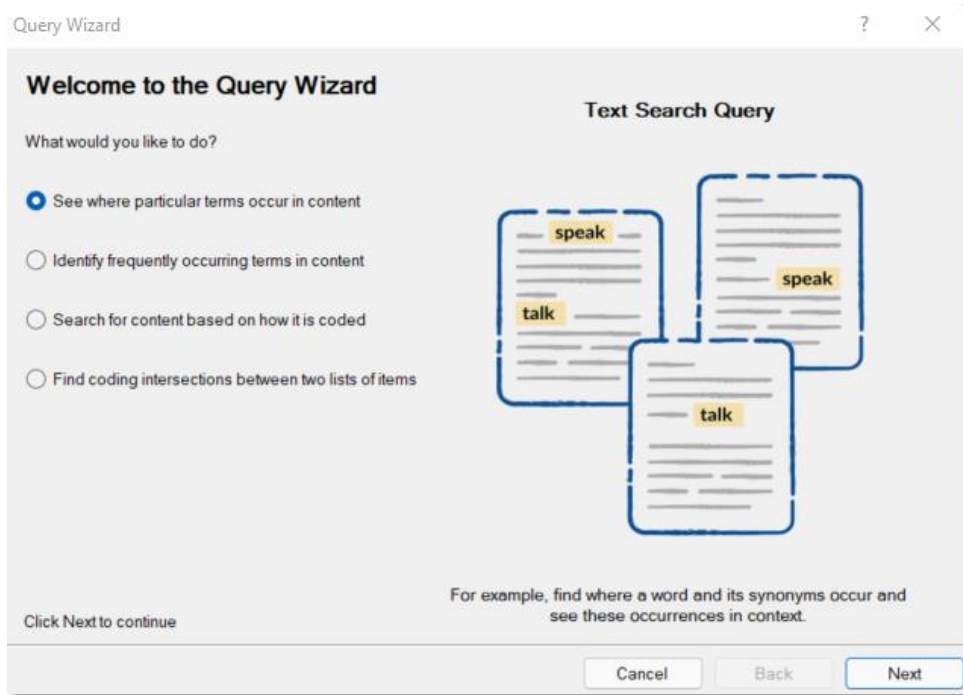 Query Wizard
?
Welcome to the Query Wizard
What would you like to do?
See where particular terms occur in content
Identify frequently occurring terms in content
Search for content based on how it is coded
Find coding intersections between two lists of items
Click Next to continue
Text Search Query
speak
talk
speak
talk
For example, find where a word and its synonyms occur and
see these occurrences in context.
Cancel
Back
Next